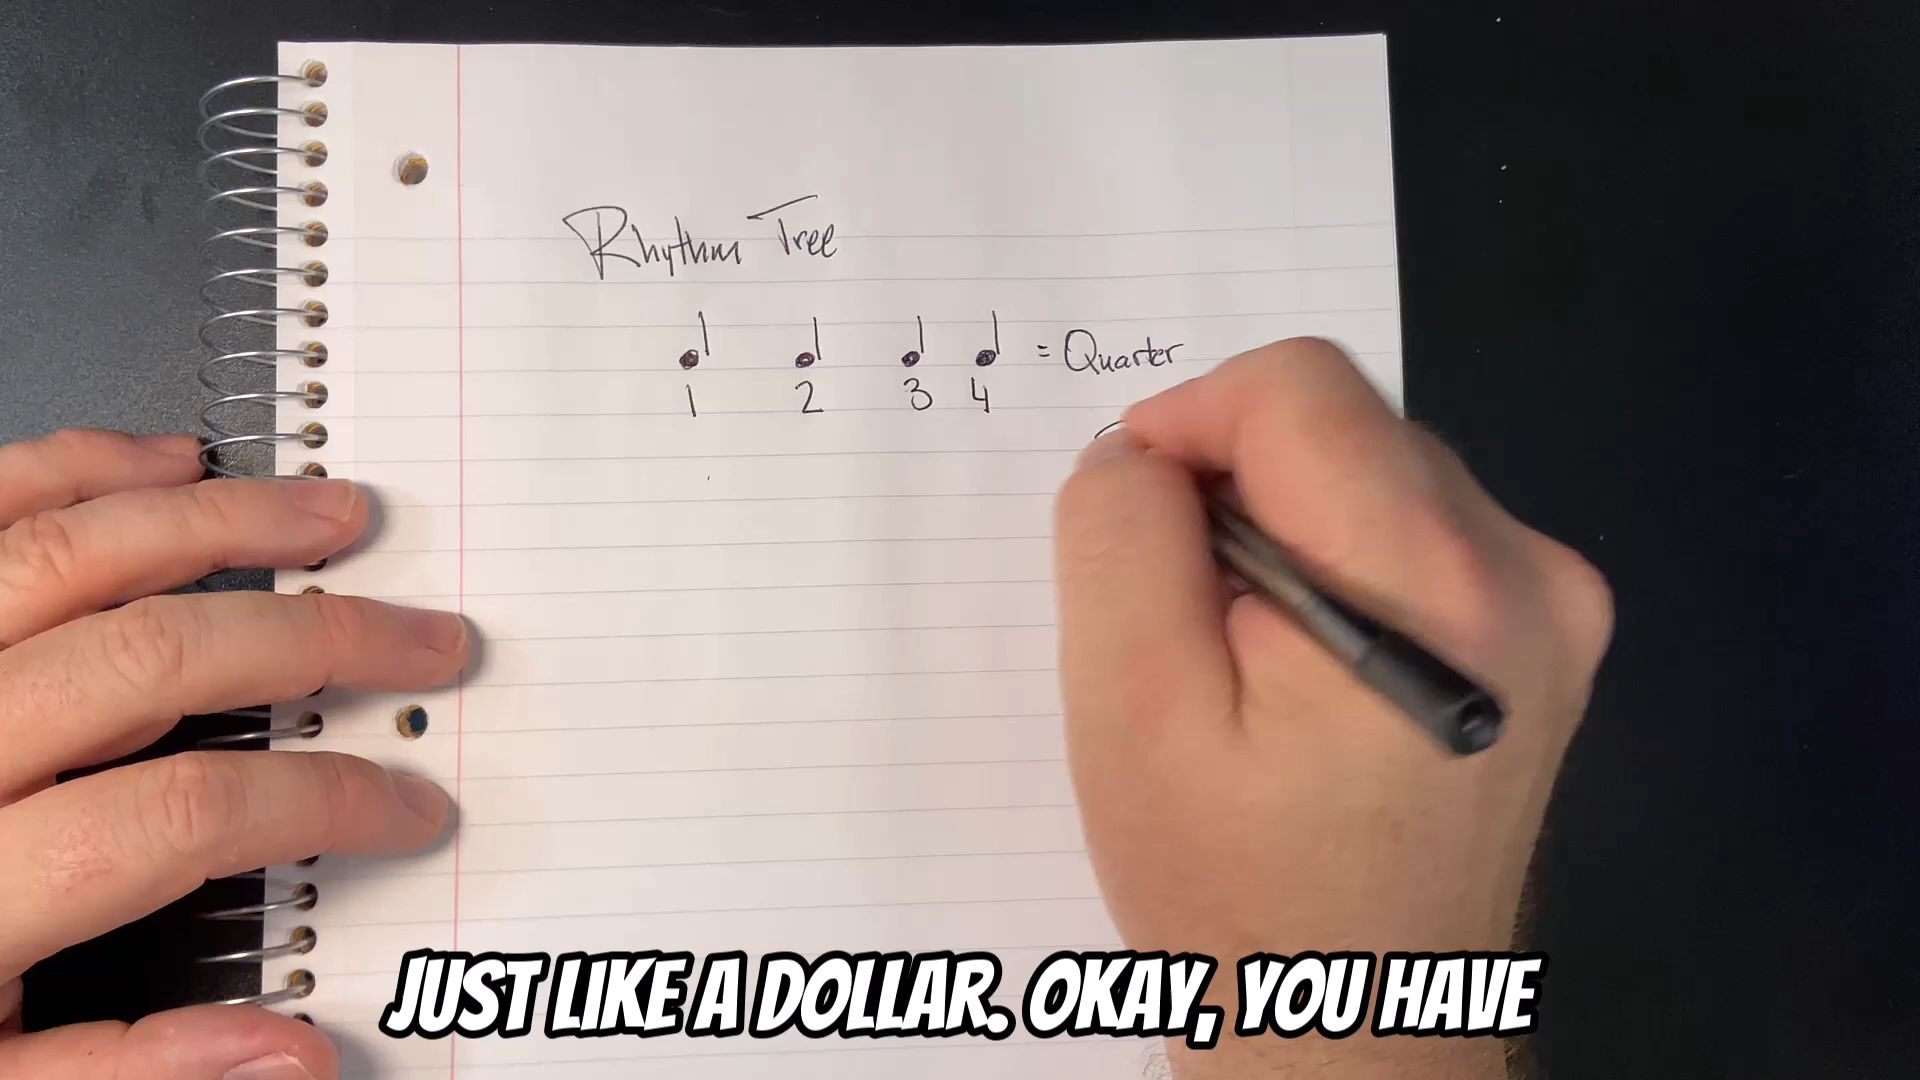 Rhythm Tree
= Quarter
1 2 3 4
JUST LIKE A DOLLAR. OKAY, YOU HAVE